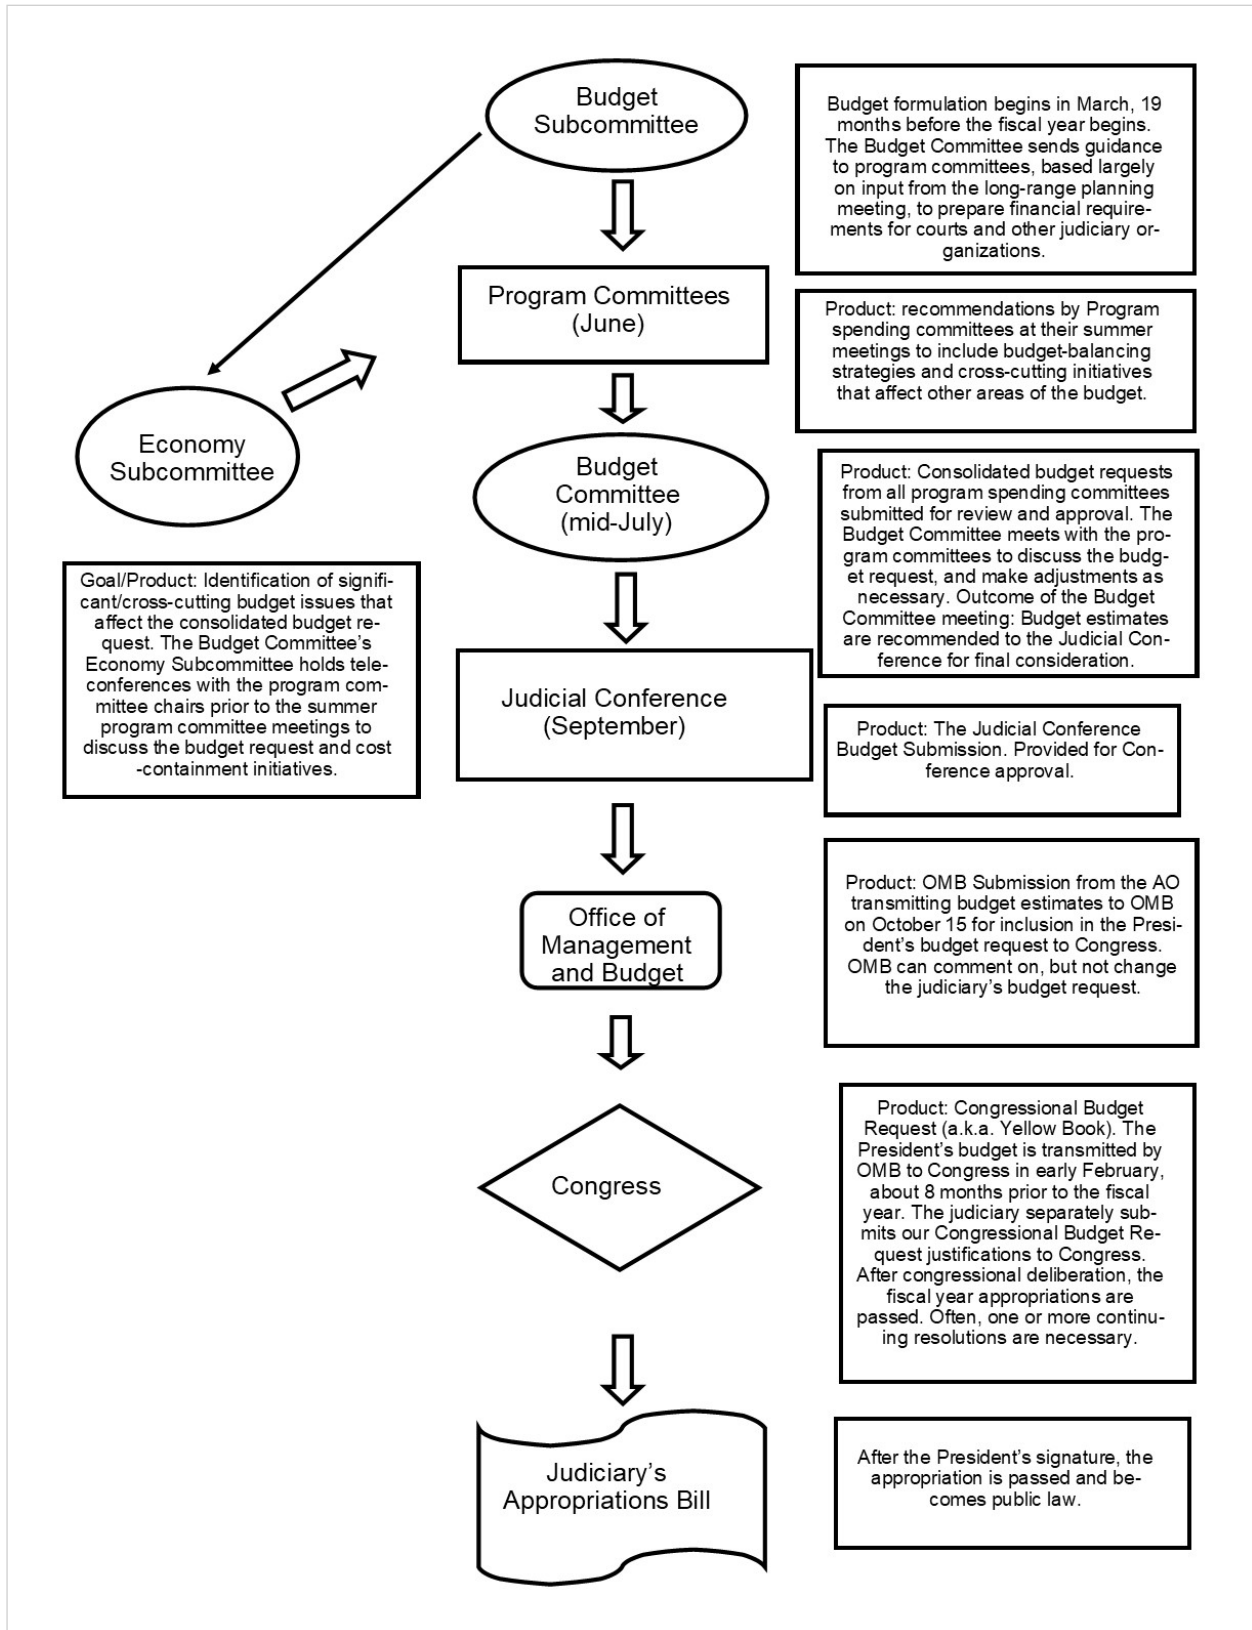 Budget
Subcommittee
Budget formulation begins in March, 19
months before the fiscal year begins.
The Budget Committee sends guidance
to program committees, based largely
on input from the long-range planning
meeting, to prepare financial require-
ments for courts and other judiciary or-
ganizations.
Program Committees
(June)
Product: recommendations by Program
spending committees at their summer
meetings to include budget-balancing
strategies and cross-cutting initiatives
that affect other areas of the budget.
Economy
Subcommittee
Goal/Product: Identification of signifi-
cant/cross-cutting budget issues that
affect the consolidated budget re-
quest. The Budget Committee’s
Economy Subcommittee holds tele-
conferences with the program com-
mittee chairs prior to the summer
program committee meetings to
discuss the budget request and cost
-containment initiatives.
Budget
Committee
(mid-July)
Product: Consolidated budget requests
from all program spending committees
submitted for review and approval. The
Budget Committee meets with the pro-
gram committees to discuss the budg-
et request, and make adjustments as
necessary. Outcome of the Budget
Committee meeting: Budget estimates
are recommended to the Judicial Con-
ference for final consideration.
Judicial Conference
(September)
Product: The Judicial Conference
Budget Submission. Provided for Con-
ference approval.
Office of
Management
and Budget
Product: OMB Submission from the AO
transmitting budget estimates to OMB
on October 15 for inclusion in the Presi-
dent’s budget request to Congress.
OMB can comment on, but not change
the judiciary’s budget request.
Congress
Product: Congressional Budget
Request (a.k.a. Yellow Book). The
President’s budget is transmitted by
OMB to Congress in early February,
about 8 months prior to the fiscal
year. The judiciary separately sub-
mits our Congressional Budget Re-
quest justifications to Congress.
After congressional deliberation, the
fiscal year appropriations are
passed. Often, one or more continu-
ing resolutions are necessary.
Judiciary’s
Appropriations Bill
After the President’s signature, the
appropriation is passed and be-
comes public law.